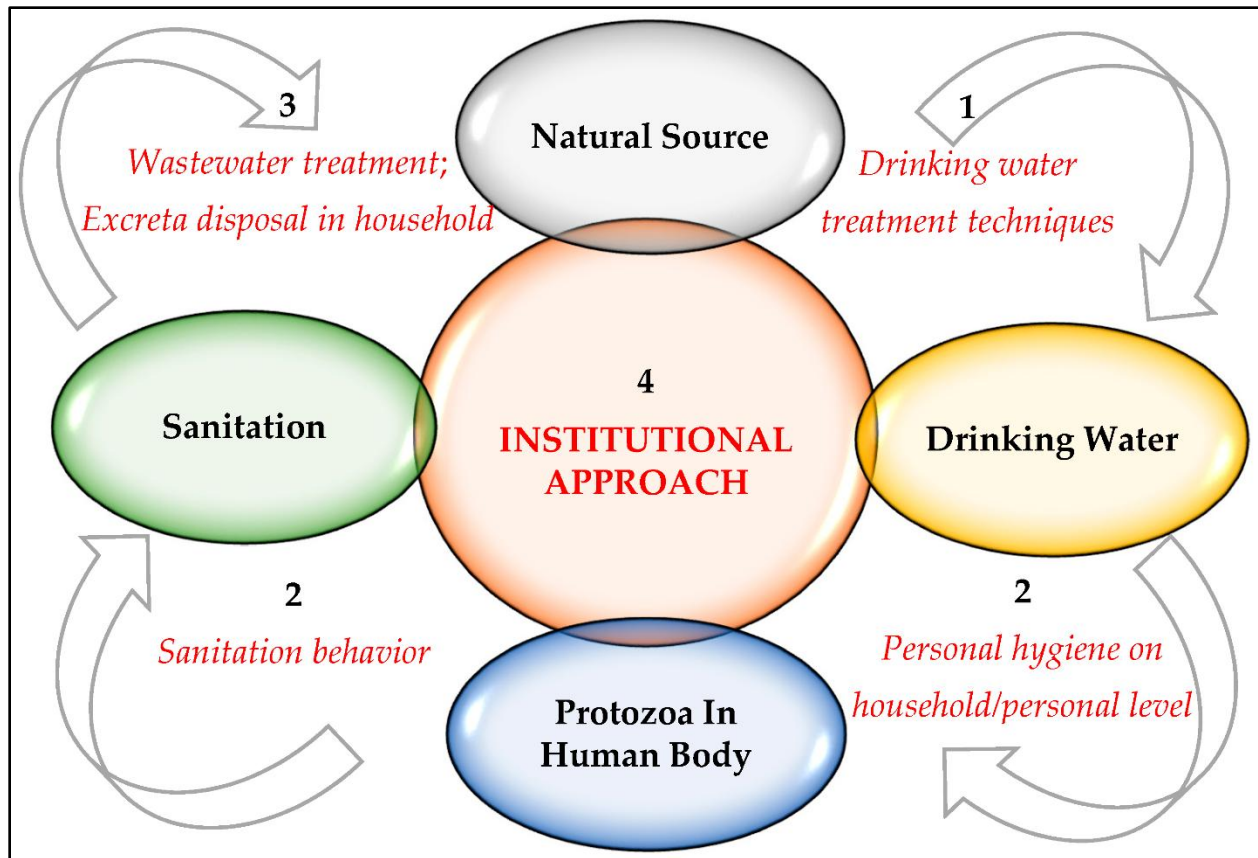 3
Wastewater treatment;
Excreta disposal in household
Natural Source
1
Drinking water
treatment techniques
Sanitation
4
INSTITUTIONAL
APPROACH
Drinking Water
2
Sanitation behavior
Protozoa In
Human Body
2
Personal hygiene on
household/personal level